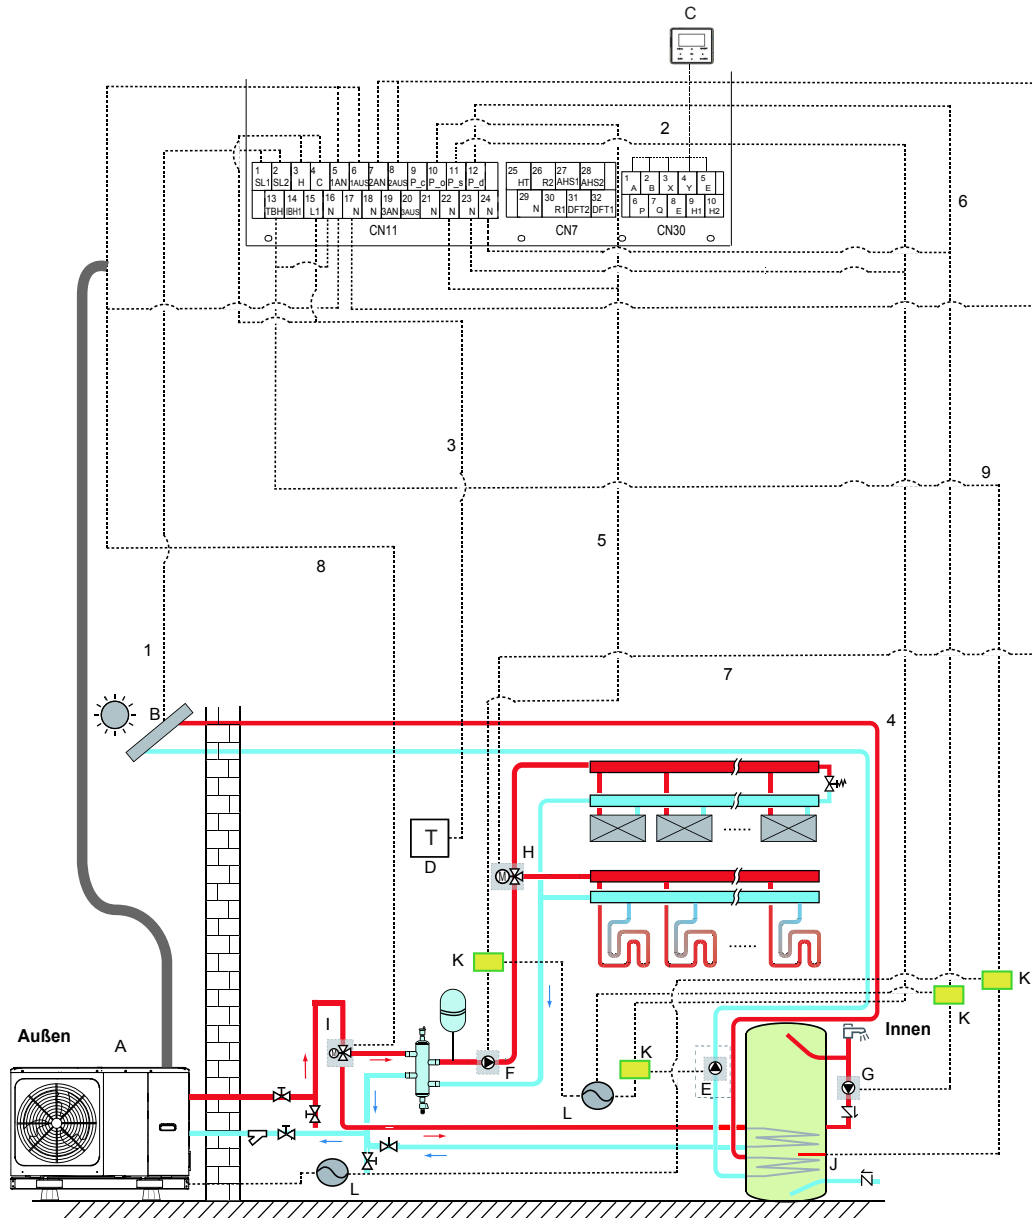 C
2
1 2 3 4 5 6 7 8 9 10 11 12
SL1 SL2 H C 1AN 1AUS 2AN 2AUS P_c P_o P_s P_d
13 14 15 16 17 18 19 20 21 22 23 24
TBH IBH1 L1 N N N 3AN 3AUS N N N N
CN11
25 26 27 28
HT R2 AHS1 AHS2
29 30 31 32
N R1 DFT2 DFT1
CN7
1 2 3 4 5
A B X Y E
6 7 8 9 10
P Q E H1 H2
CN30
6
3
9
5
8
1
7
B
4
T
D
H
M
K
K
K
Außen
A
I
M
Innen
F
K
E
G
L
J
L